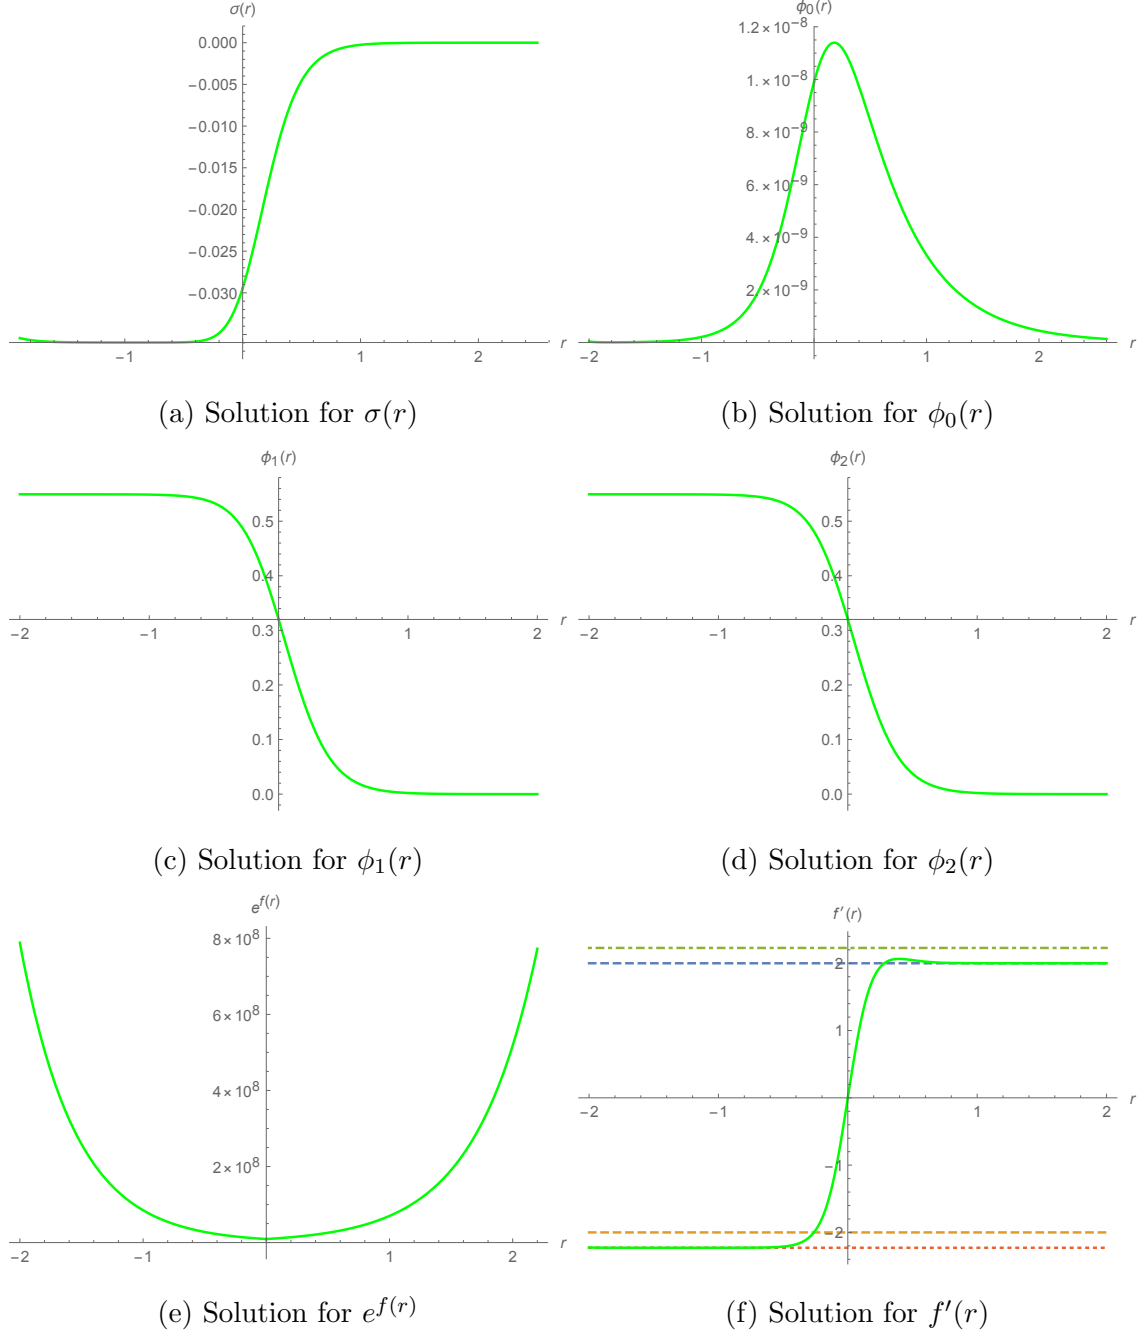 σ(r)
0.000
−0.005
−0.010
−0.015
−0.020
−0.025
−0.030
−1 1 2 r
(a) Solution for σ(r)
ϕ₀(r)
1.2×10⁻⁸
1.×10⁻⁸
8.×10⁻⁹
6.×10⁻⁹
4.×10⁻⁹
2.×10⁻⁹
−2 −1 0 1 2 r
(b) Solution for ϕ₀(r)
ϕ₁(r)
0.5
0.4
0.3
0.2
0.1
0.0
−2 −1 1 2 r
(c) Solution for ϕ₁(r)
ϕ₂(r)
0.5
0.4
0.3
0.2
0.1
0.0
−2 −1 1 2 r
(d) Solution for ϕ₂(r)
e^{f(r)}
8×10⁸
6×10⁸
4×10⁸
2×10⁸
−2 −1 1 2 r
(e) Solution for e^{f(r)}
f′(r)
2
1
−1
−2
−2 −1 1 2 r
(f) Solution for f′(r)